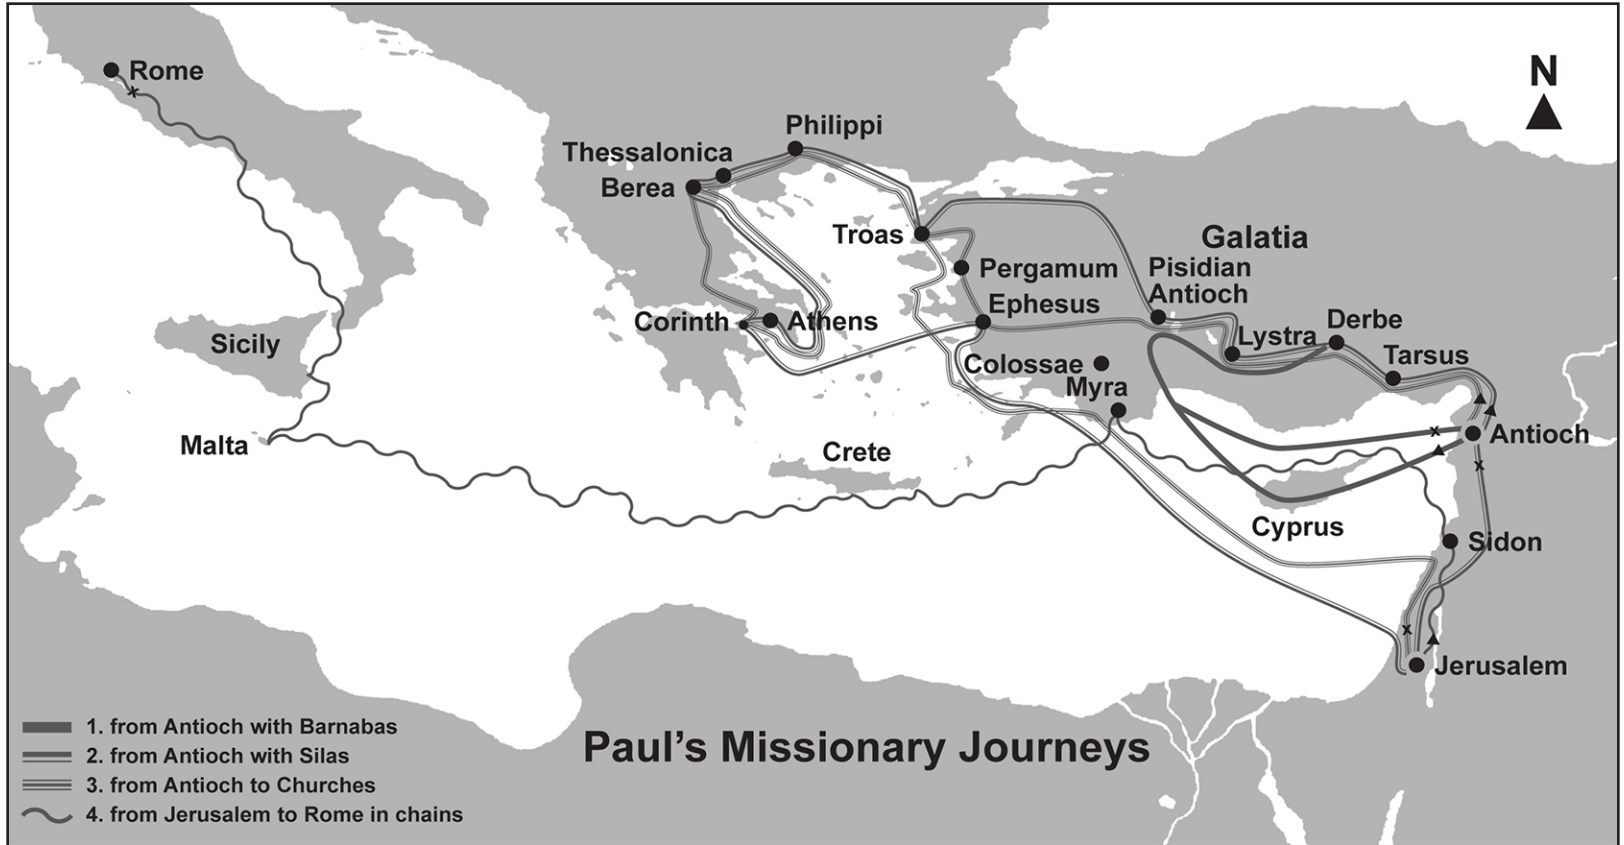 Rome
N
Philippi
Thessalonica
Berea
Troas
Galatia
Pergamum
Pisidian
Antioch
Ephesus
Corinth
Athens
Lystra
Derbe
Sicily
Colossae
Tarsus
Myra
Malta
Antioch
Crete
Cyprus
Sidon
Jerusalem
Paul's Missionary Journeys
1. from Antioch with Barnabas
2. from Antioch with Silas
3. from Antioch to Churches
4. from Jerusalem to Rome in chains
x
x
x
x